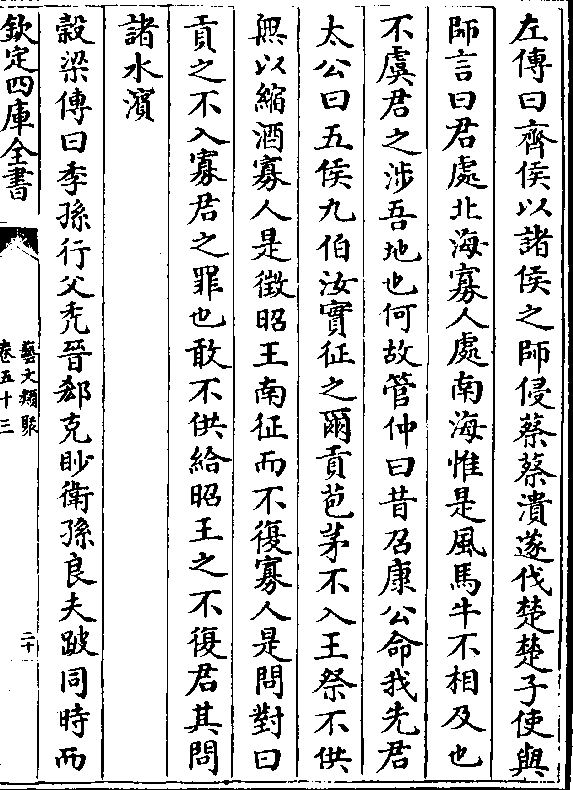 左傳曰齊侯以諸侯之師侵蔡蔡潰遂伐楚楚子使與
師言曰君處北海寡人處南海惟是風馬牛不相及也
不虞君之涉吾地也何故管仲曰昔召康公命我先君
太公曰五侯九伯汝實征之爾貢苞茅不入王祭不供
無以縮酒寡人是徵昭王南征而不復寡人是問對曰
貢之不入寡君之罪也敢不供給昭王之不復君其問
諸水濱
穀梁傳曰季孫行父禿晉郤克眇衛孫良夫跛同時而
欽定四庫全書
藝文類聚
卷五十三
二十